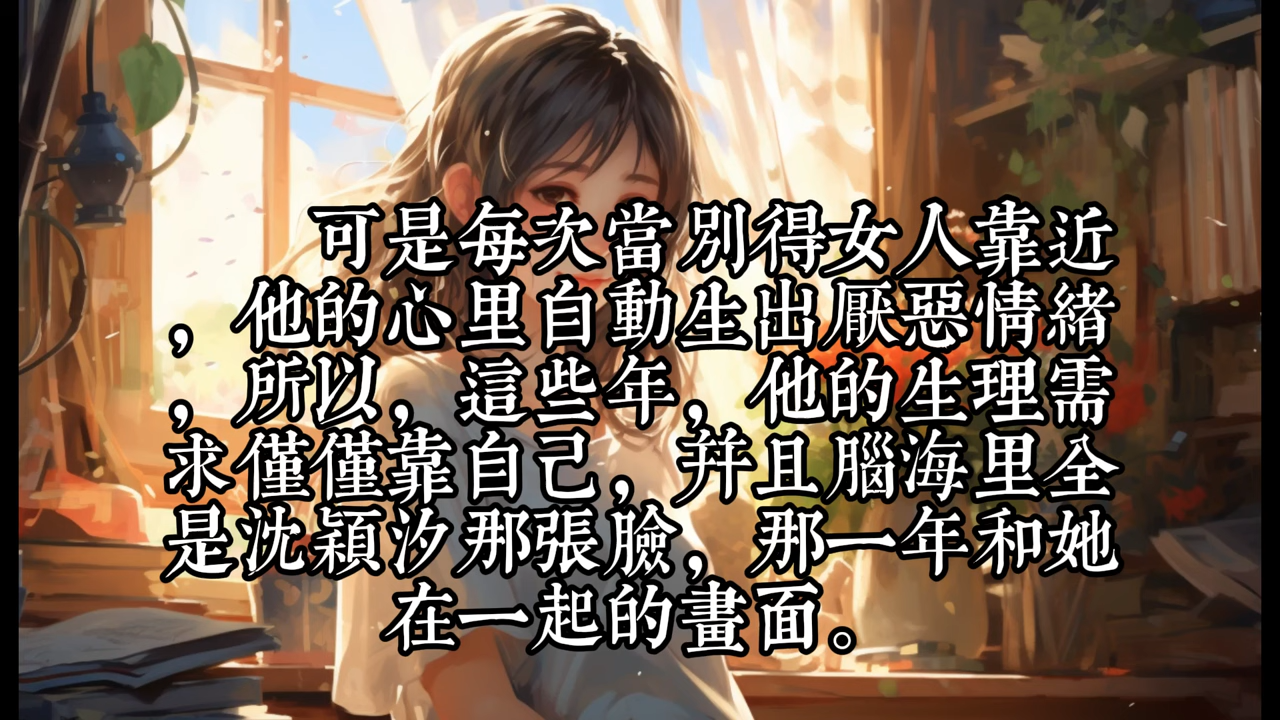 可是每次當別得女人靠近
，他的心里自動生出厭惡情緒
，所以，這些年，他的生理需
求僅僅靠自己，并且腦海里全
是沈穎汐那張臉，那一年和她
在一起的畫面。